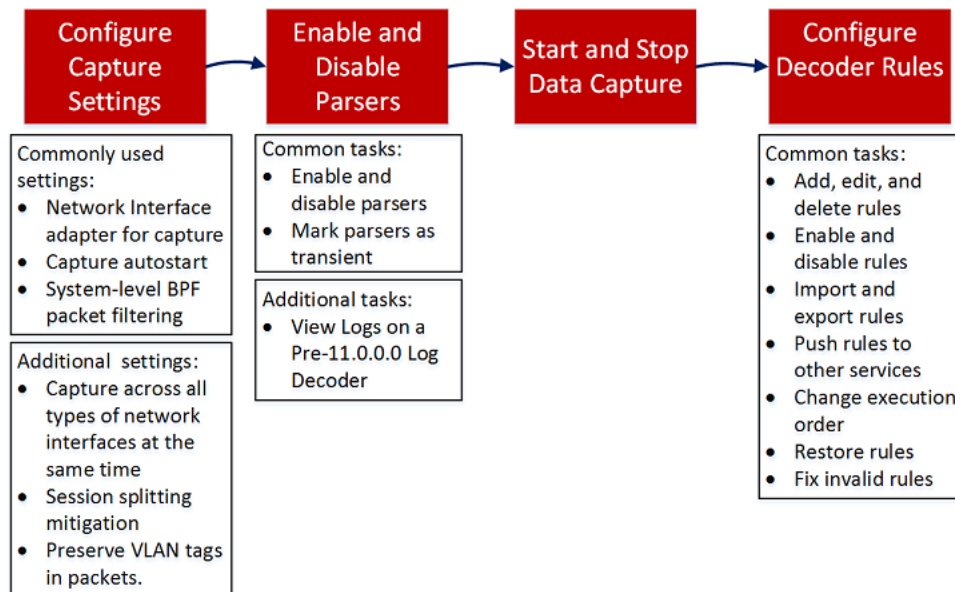 Configure
Capture
Settings
Enable and
Disable
Parsers
Start and Stop
Data Capture
Configure
Decoder Rules
Commonly used
settings:
• Network Interface
adapter for capture
• Capture autostart
• System-level BPF
packet filtering
Additional settings:
• Capture across all
types of network
interfaces at the
same time
• Session splitting
mitigation
• Preserve VLAN tags
in packets.
Common tasks:
• Enable and
disable parsers
• Mark parsers as
transient
Additional tasks:
• View Logs on a
Pre-11.0.0.0 Log
Decoder
Common tasks:
• Add, edit, and
delete rules
• Enable and
disable rules
• Import and
export rules
• Push rules to
other services
• Change execution
order
• Restore rules
• Fix invalid rules